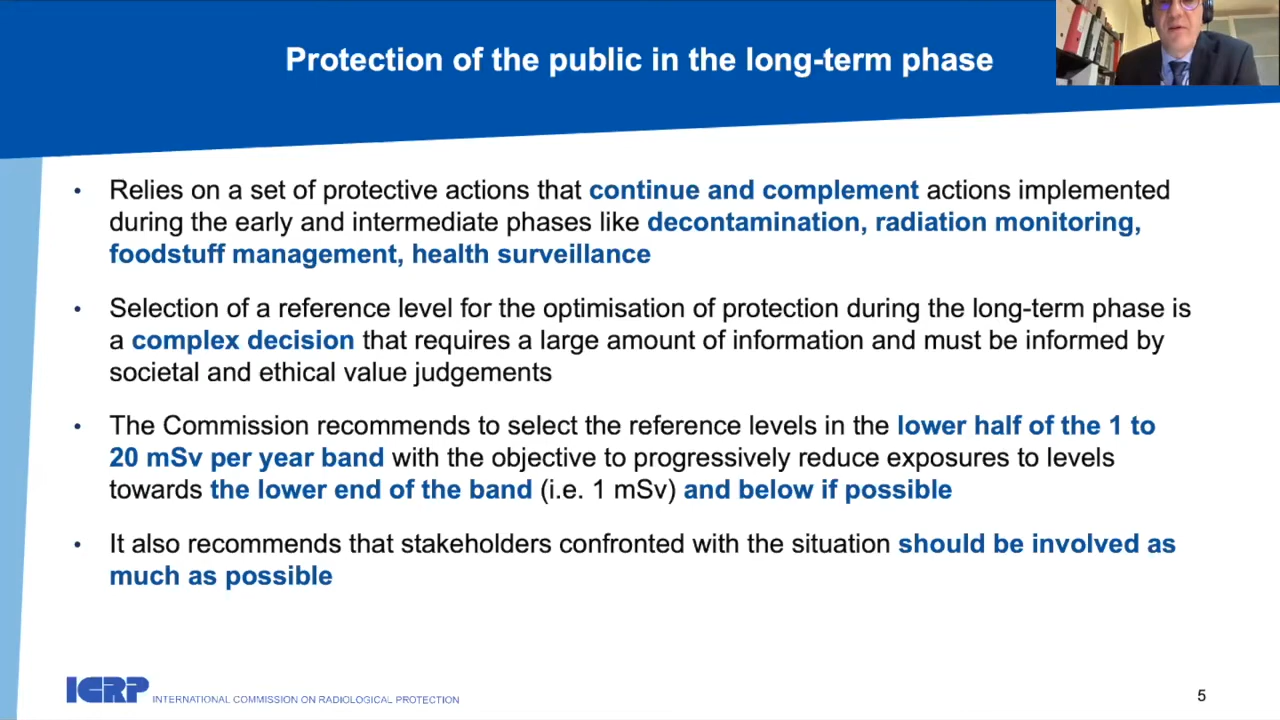 Protection of the public in the long-term phase
• Relies on a set of protective actions that continue and complement actions implemented
during the early and intermediate phases like decontamination, radiation monitoring,
foodstuff management, health surveillance
• Selection of a reference level for the optimisation of protection during the long-term phase is
a complex decision that requires a large amount of information and must be informed by
societal and ethical value judgements
• The Commission recommends to select the reference levels in the lower half of the 1 to
20 mSv per year band with the objective to progressively reduce exposures to levels
towards the lower end of the band (i.e. 1 mSv) and below if possible
• It also recommends that stakeholders confronted with the situation should be involved as
much as possible
ICRP INTERNATIONAL COMMISSION ON RADIOLOGICAL PROTECTION
5